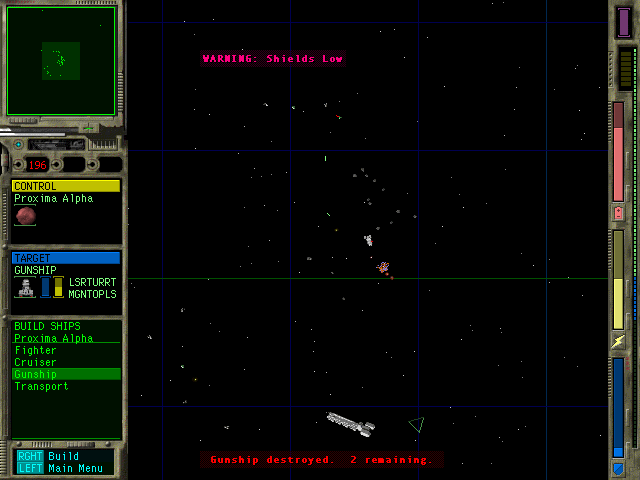 WARNING: Shields Low
196
CONTROL
Proxima Alpha
TARGET
GUNSHIP
LSRTURRT
MGNTOPLS
BUILD SHIPS
Proxima Alpha
Fighter
Cruiser
Gunship
Transport
RGHT Build
LEFT Main Menu
Gunship destroyed. 2 remaining.